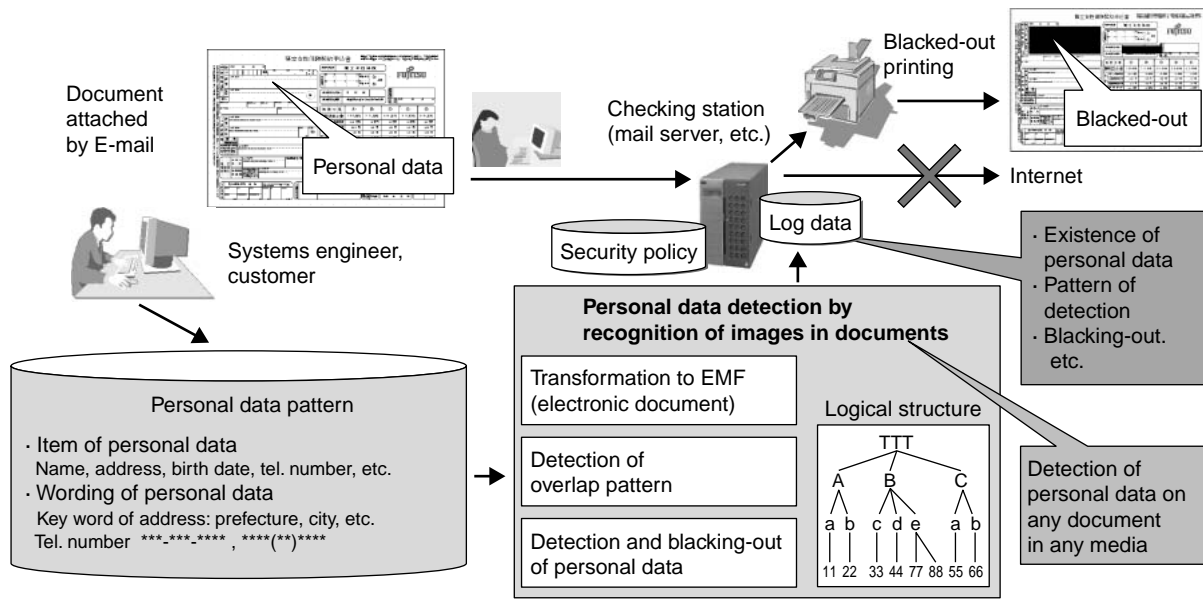 Document
attached
by E-mail
Personal data
Checking station
(mail server, etc.)
Blacked-out
printing
FUJITSU
Blacked-out
Internet
Systems engineer,
customer
Security policy
Log data
· Existence of
personal data
· Pattern of
detection
· Blacking-out.
etc.
Personal data detection by
recognition of images in documents
Transformation to EMF
(electronic document)
Detection of
overlap pattern
Detection and blacking-out
of personal data
Logical structure
TTT
A B C
a b c d e a b
11 22 33 44 77 88 55 66
Detection of
personal data on
any document
in any media
Personal data pattern
· Item of personal data
Name, address, birth date, tel. number, etc.
· Wording of personal data
Key word of address: prefecture, city, etc.
Tel. number ***-***-**** , ****(**)****